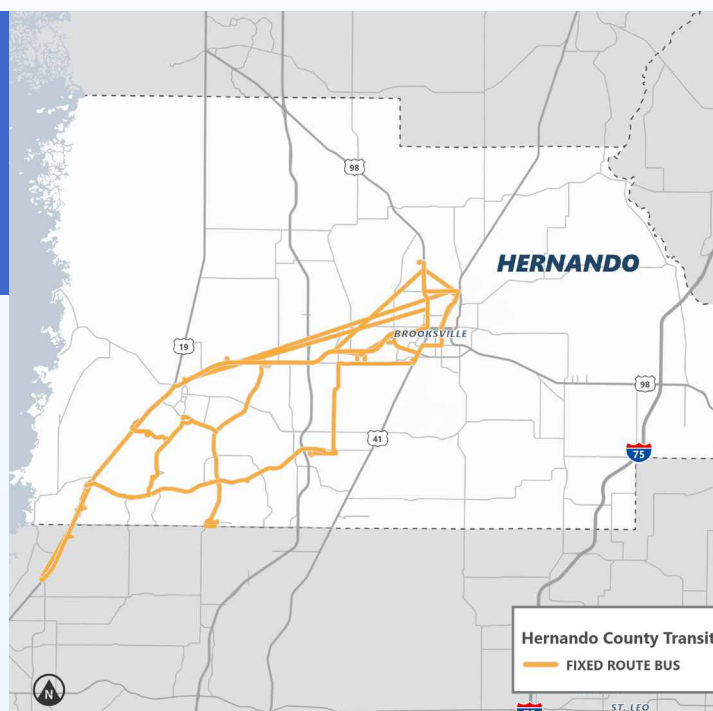 98
HERNANDO
BROOKSVILLE
19
98
41
75
Hernando County Transit
FIXED ROUTE BUS
N
ST. LEO